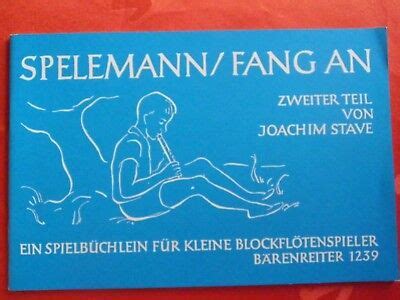 SPELEMANN/FANG AN
ZWEITER TEIL
VON
JOACHIM STAVE
EIN SPIELBÜCHLEIN FÜR KLEINE BLOCKFLÖTENSPIELER
BÄRENREITER 1239